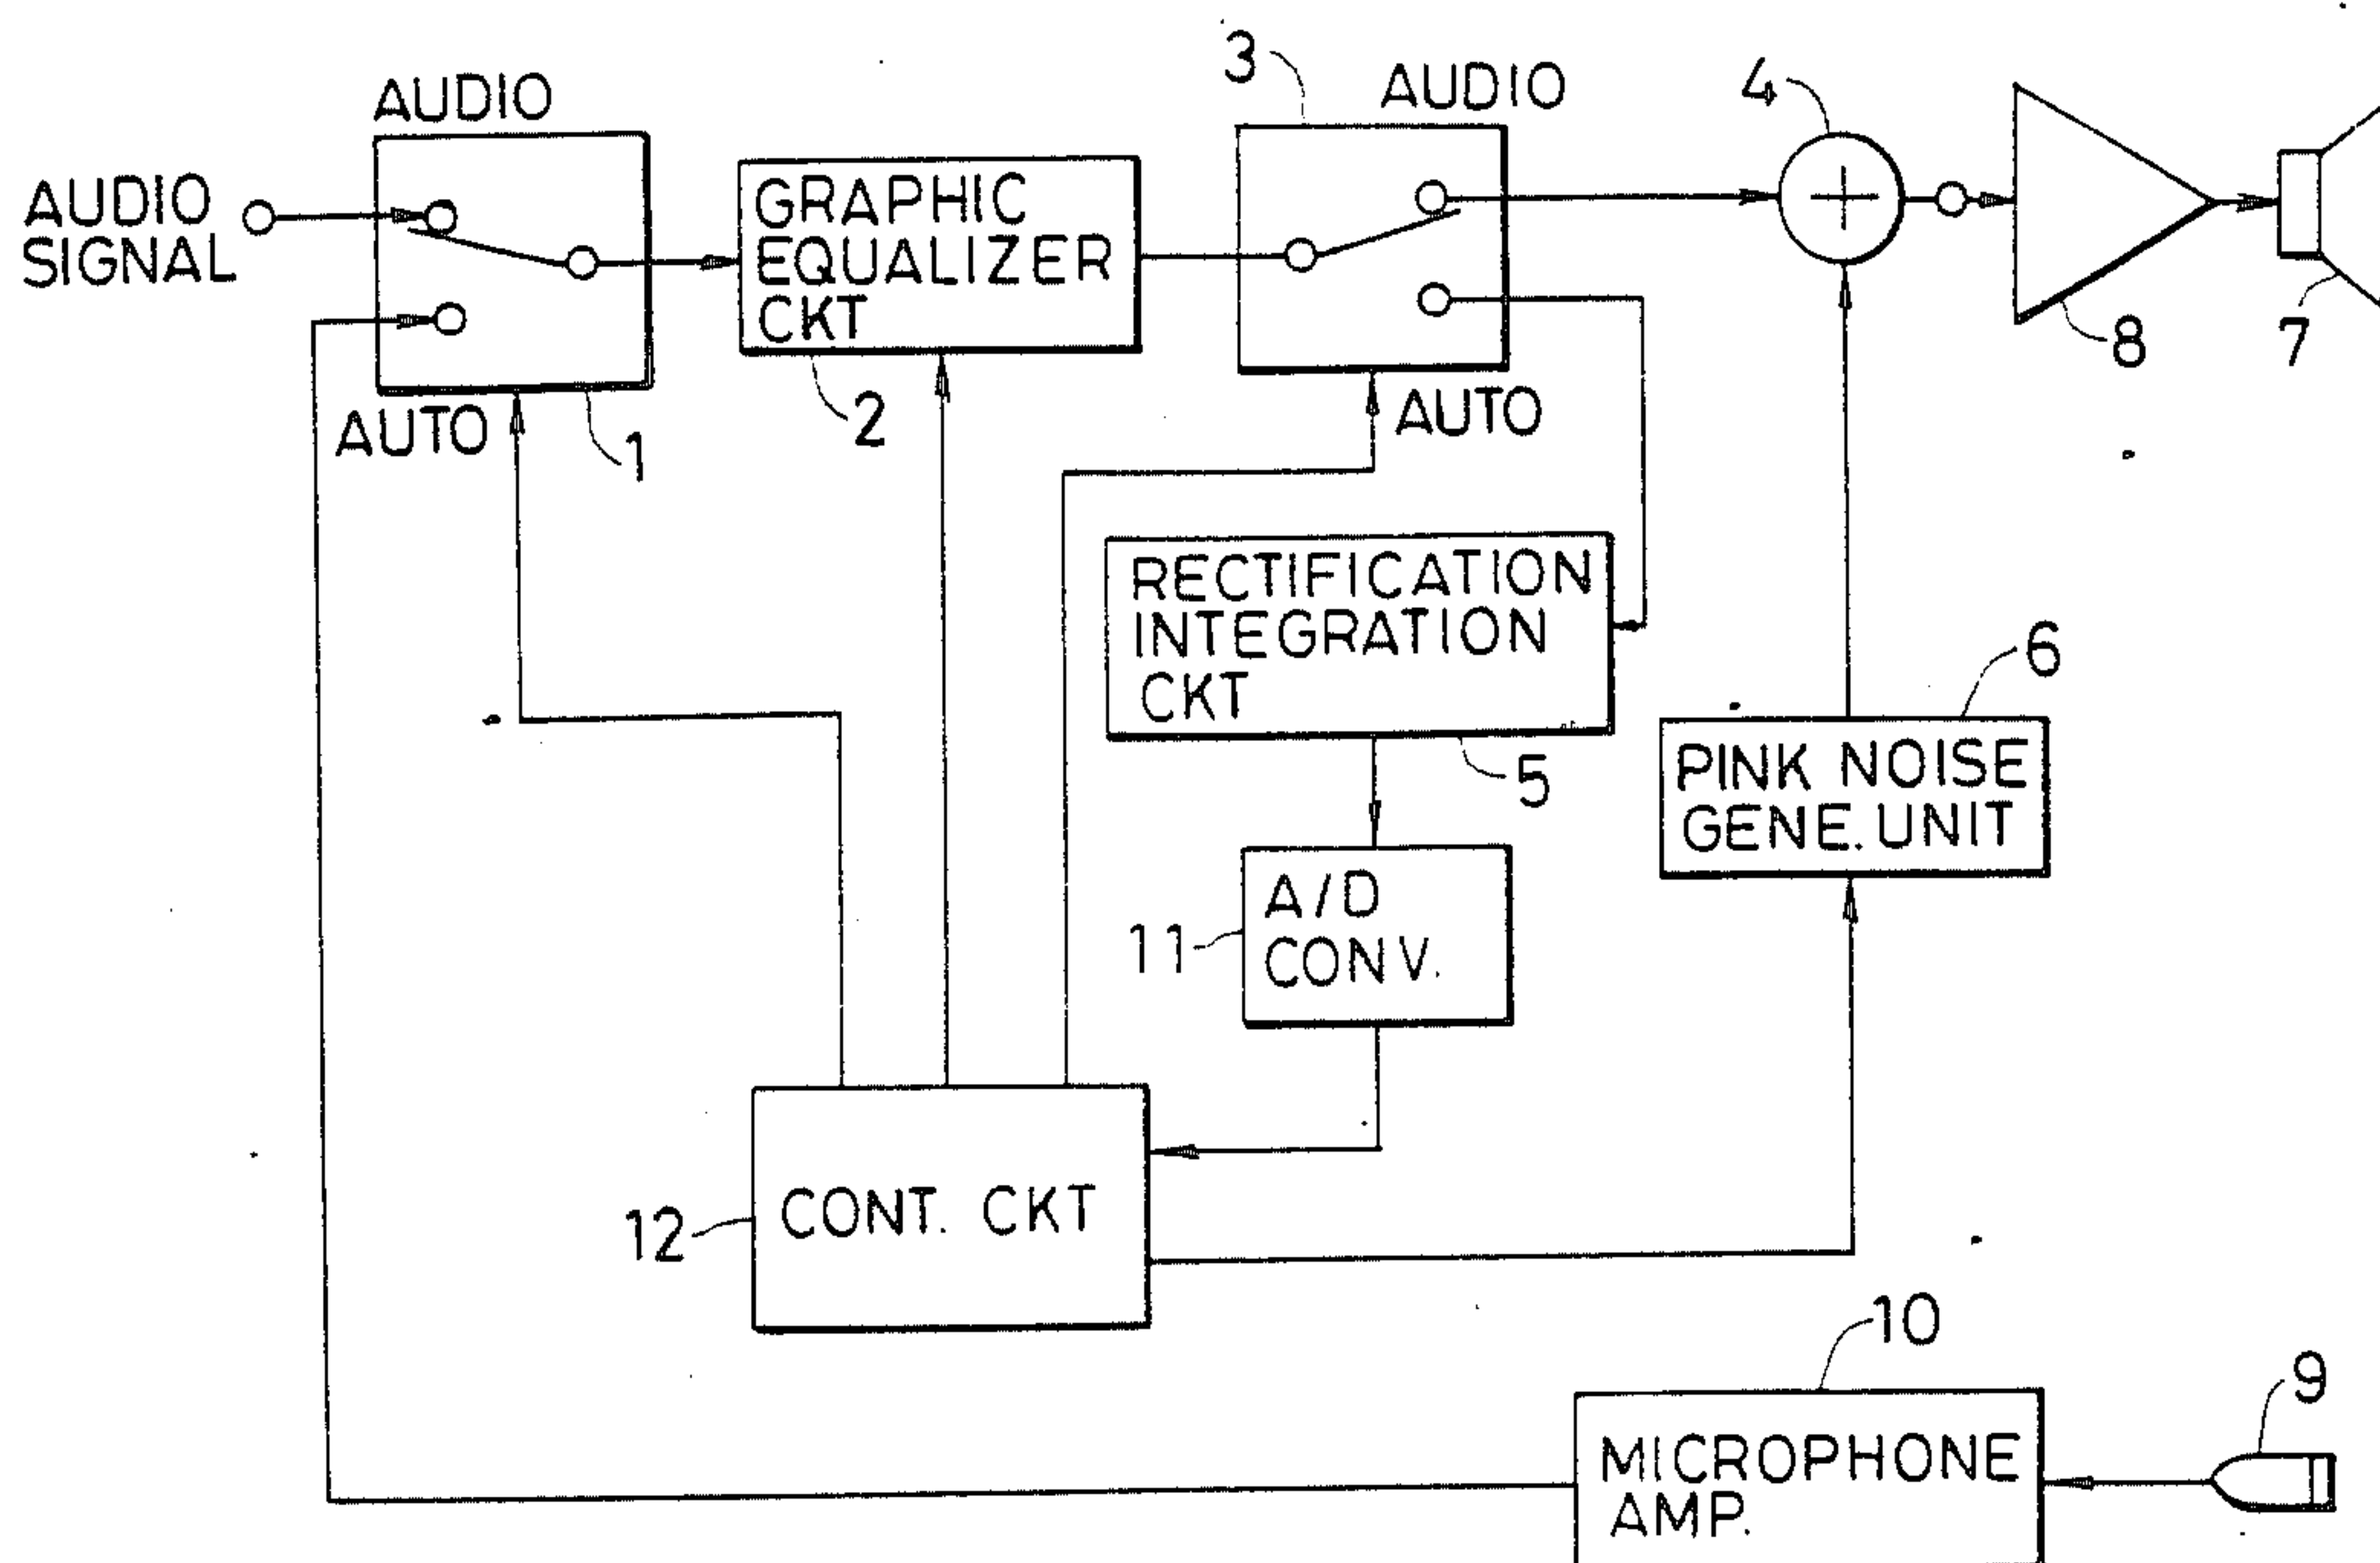 AUDIO
3
AUDIO
4
AUDIO
SIGNAL
GRAPHIC
EQUALIZER
CKT
8
7
AUTO
1
2
AUTO
RECTIFICATION
INTEGRATION
CKT
5
6
PINK NOISE
GENE. UNIT
11
A/D
CONV.
12
CONT. CKT
10
9
MICROPHONE
AMP.